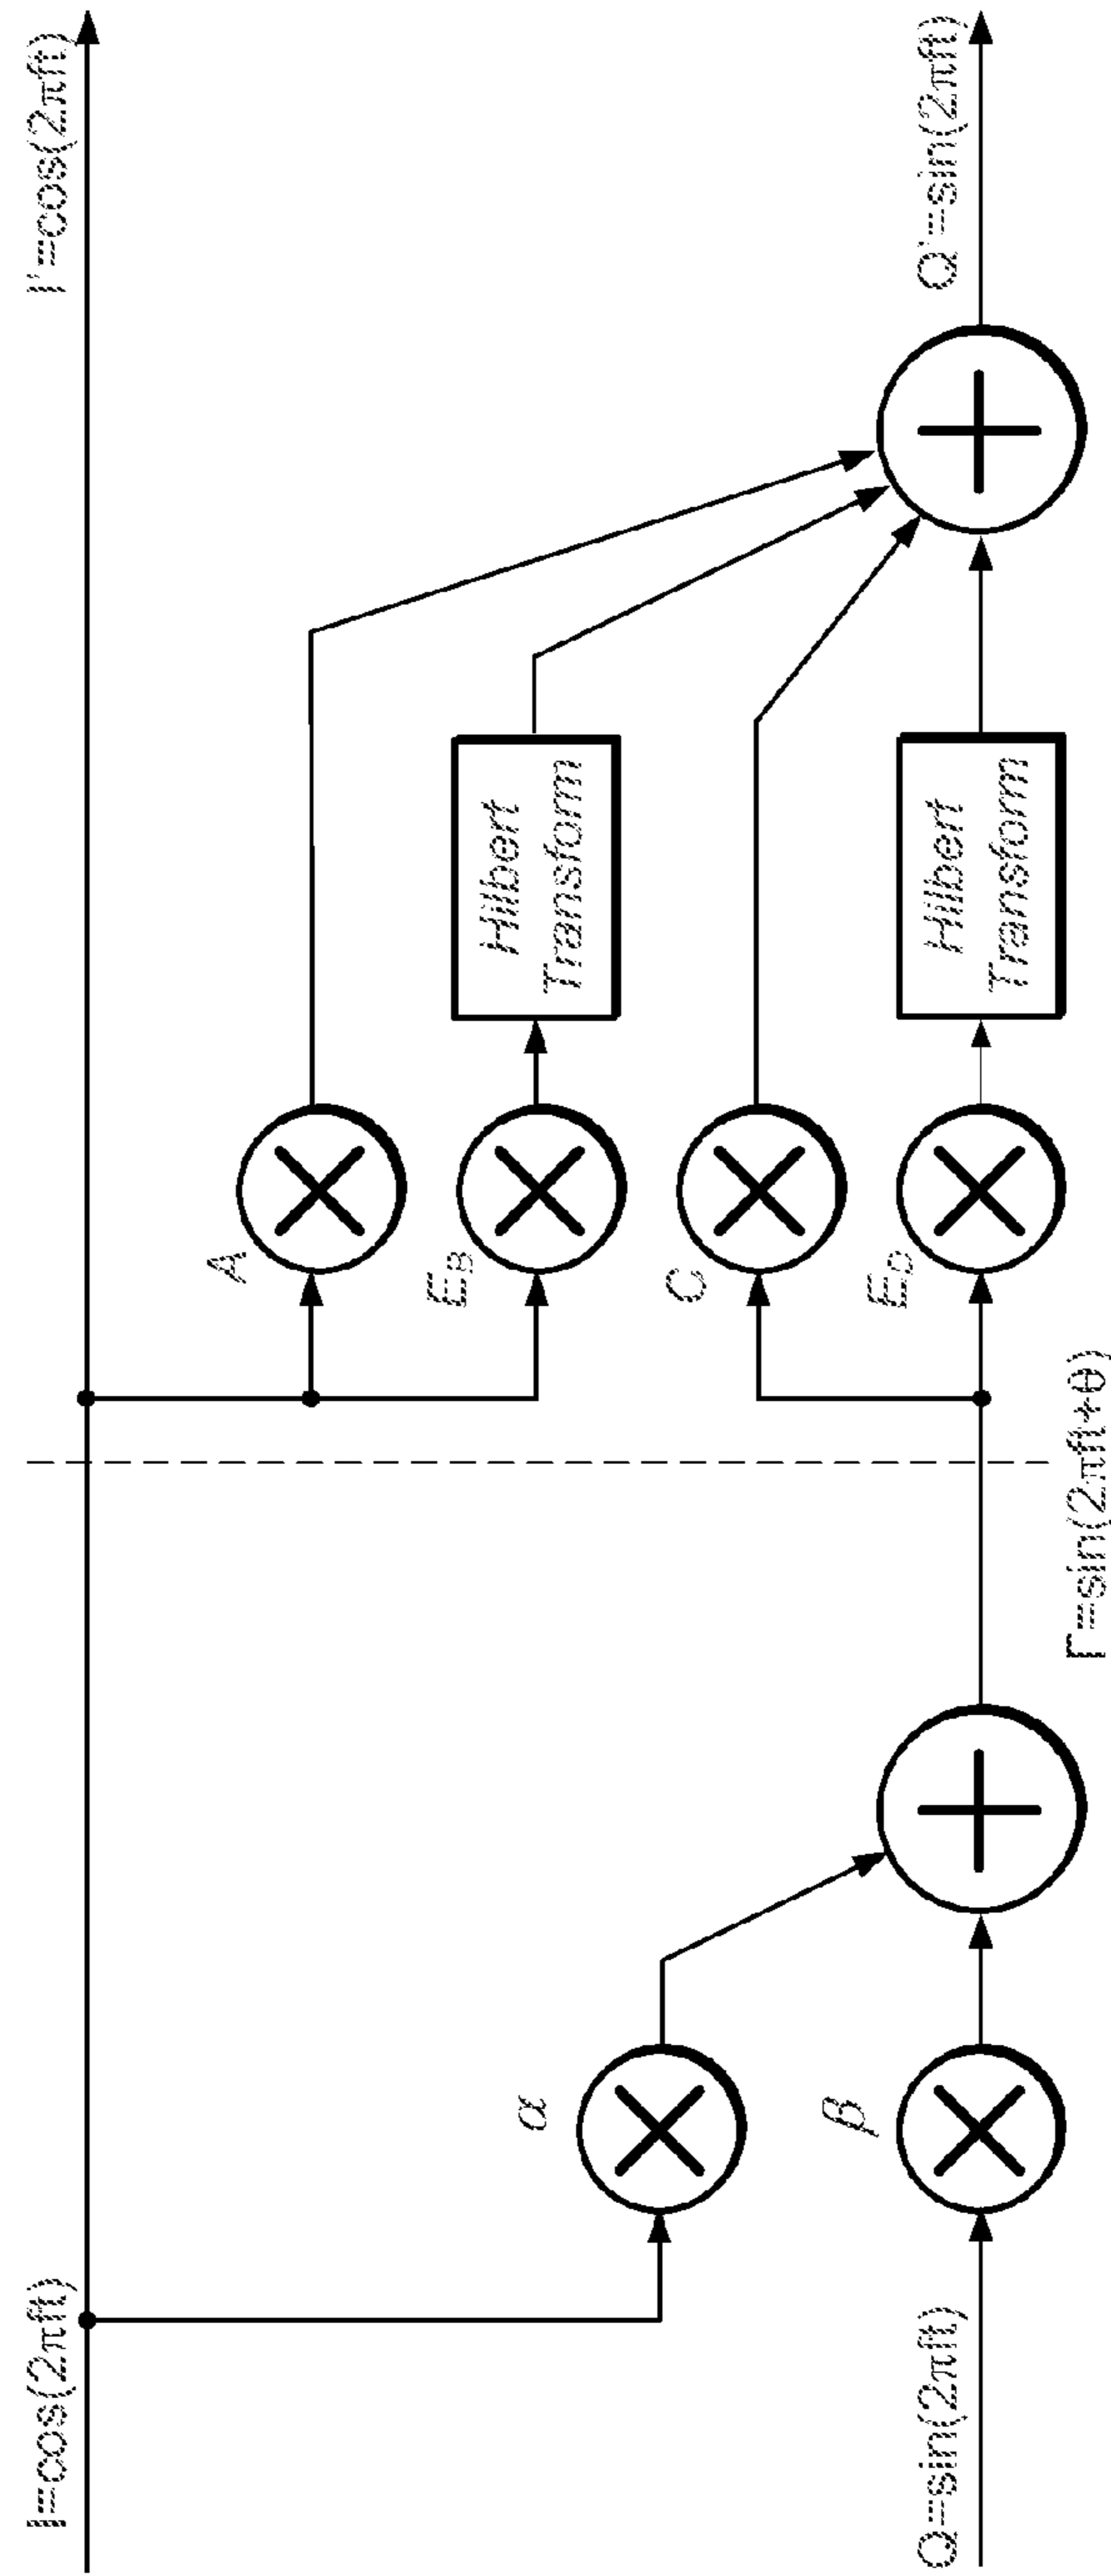 I=cos(2πft)
I'=cos(2πft)
A
E_B
Hilbert
Transform
α
C
β
E_D
Hilbert
Transform
Q=sin(2πft)
Q'=sin(2πft)
Γ=sin(2πft+θ)